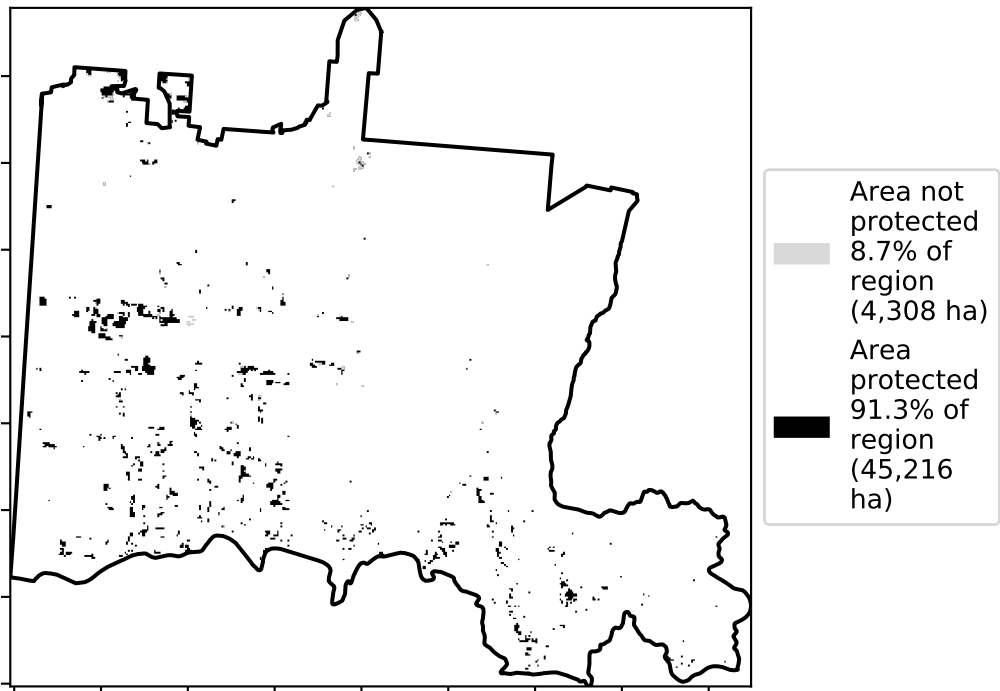 Area not
protected
8.7% of
region
(4,308 ha)
Area
protected
91.3% of
region
(45,216
ha)